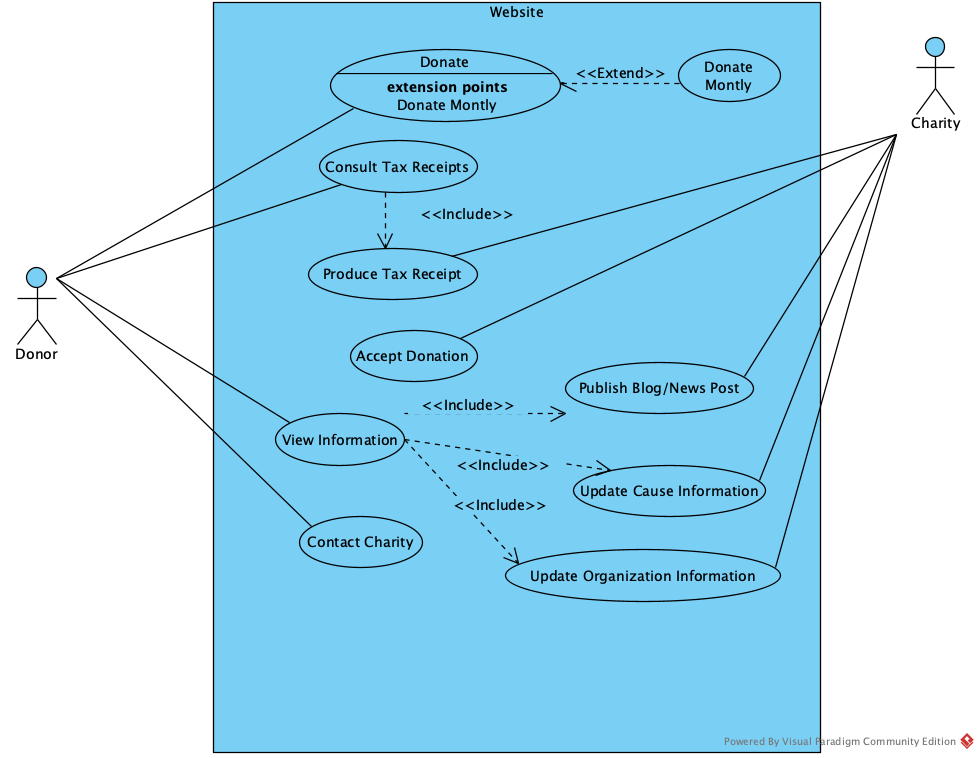 Website
Donate
extension points
Donate Montly
<<Extend>>
Donate
Montly
Charity
Consult Tax Receipts
<<Include>>
Produce Tax Receipt
Donor
Accept Donation
Publish Blog/News Post
<<Include>>
View Information
<<Include>>
Update Cause Information
<<Include>>
Contact Charity
Update Organization Information
Powered By Visual Paradigm Community Edition